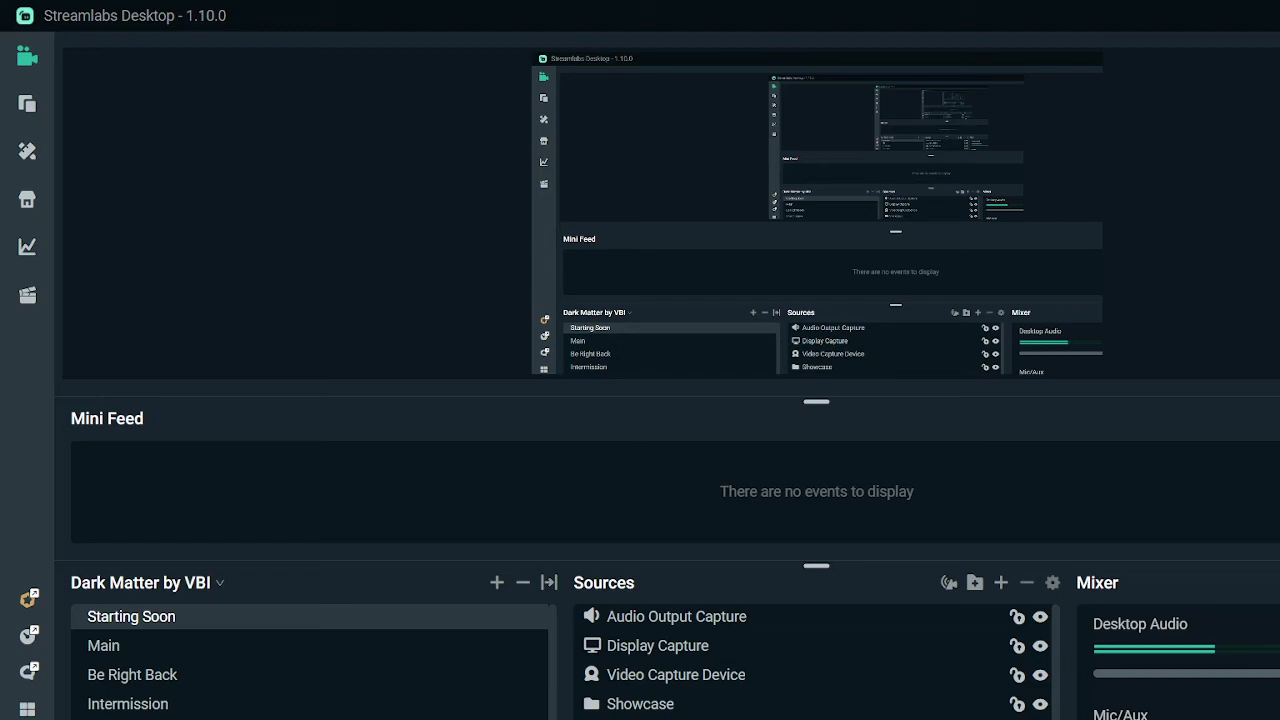 Streamlabs Desktop - 1.10.0
Streamlabs Desktop - 1.10.0
Mini Feed
Mini Feed
There are no events to display
Dark Matter by VBI
Sources
Mixer
Starting Soon
Audio Output Capture
Desktop Audio
Main
Display Capture
Be Right Back
Video Capture Device
Intermission
Showcase
Mic/Aux
Mini Feed
There are no events to display
Dark Matter by VBI
Sources
Mixer
Starting Soon
Audio Output Capture
Desktop Audio
Main
Display Capture
Be Right Back
Video Capture Device
Intermission
Showcase
Mic/Aux